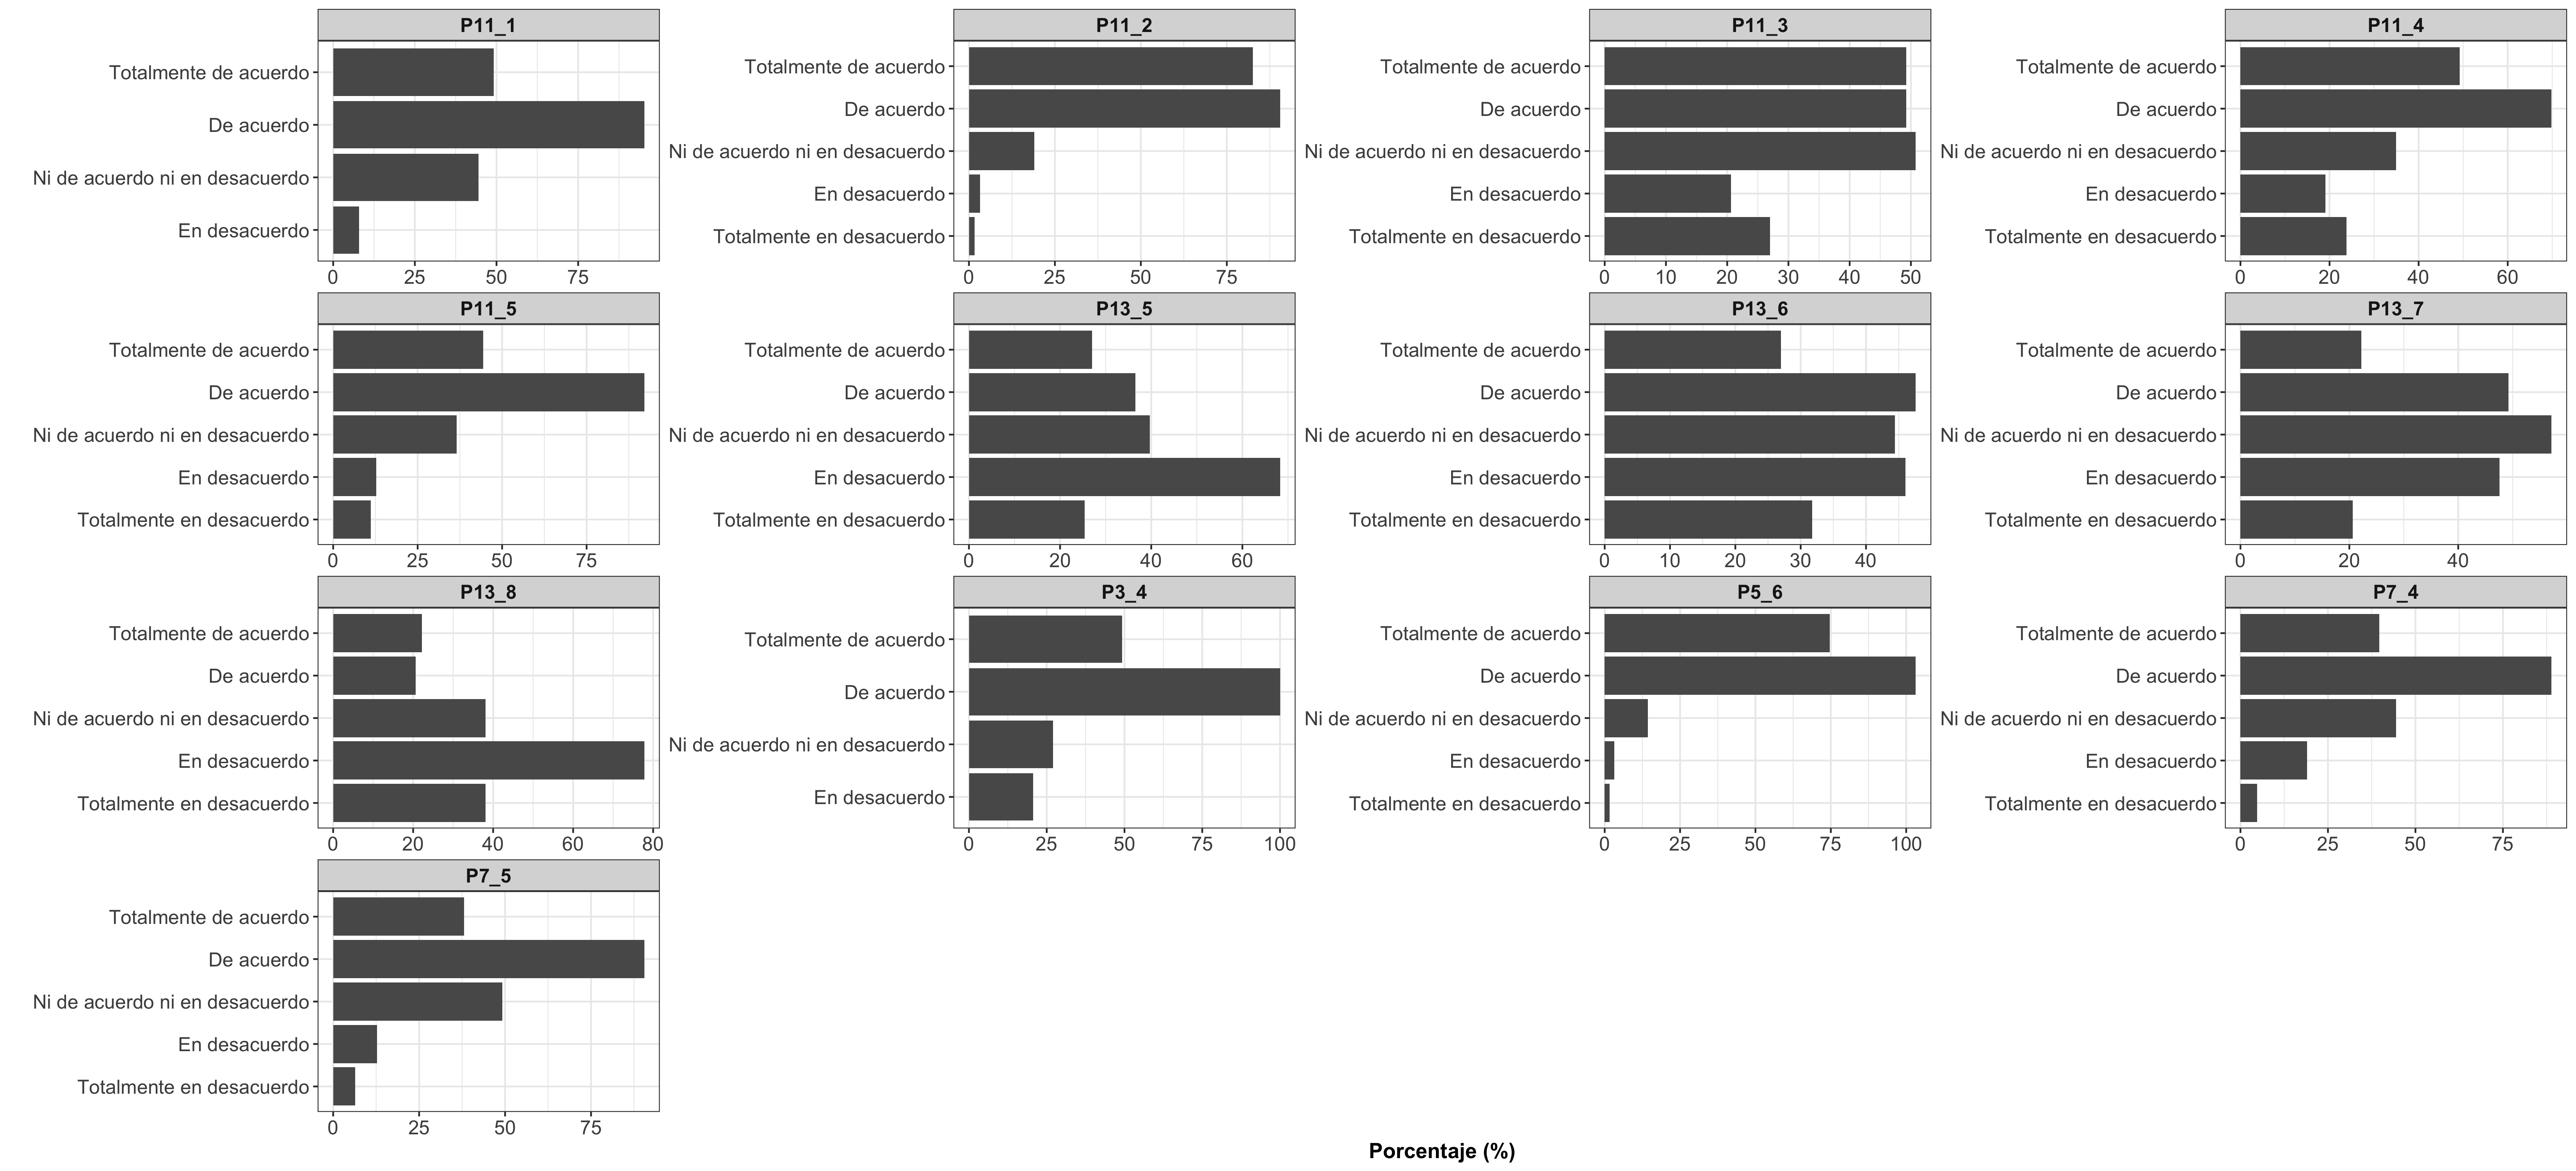 P11_1
Totalmente de acuerdo
De acuerdo
Ni de acuerdo ni en desacuerdo
En desacuerdo
0 25 50 75
P11_2
Totalmente de acuerdo
De acuerdo
Ni de acuerdo ni en desacuerdo
En desacuerdo
Totalmente en desacuerdo
0 25 50 75
P11_3
Totalmente de acuerdo
De acuerdo
Ni de acuerdo ni en desacuerdo
En desacuerdo
Totalmente en desacuerdo
0 10 20 30 40 50
P11_4
Totalmente de acuerdo
De acuerdo
Ni de acuerdo ni en desacuerdo
En desacuerdo
Totalmente en desacuerdo
0 20 40 60
P11_5
Totalmente de acuerdo
De acuerdo
Ni de acuerdo ni en desacuerdo
En desacuerdo
Totalmente en desacuerdo
0 25 50 75
P13_5
Totalmente de acuerdo
De acuerdo
Ni de acuerdo ni en desacuerdo
En desacuerdo
Totalmente en desacuerdo
0 20 40 60
P13_6
Totalmente de acuerdo
De acuerdo
Ni de acuerdo ni en desacuerdo
En desacuerdo
Totalmente en desacuerdo
0 10 20 30 40
P13_7
Totalmente de acuerdo
De acuerdo
Ni de acuerdo ni en desacuerdo
En desacuerdo
Totalmente en desacuerdo
0 20 40
P13_8
Totalmente de acuerdo
De acuerdo
Ni de acuerdo ni en desacuerdo
En desacuerdo
Totalmente en desacuerdo
0 20 40 60 80
P3_4
Totalmente de acuerdo
De acuerdo
Ni de acuerdo ni en desacuerdo
En desacuerdo
0 25 50 75 100
P5_6
Totalmente de acuerdo
De acuerdo
Ni de acuerdo ni en desacuerdo
En desacuerdo
Totalmente en desacuerdo
0 25 50 75 100
P7_4
Totalmente de acuerdo
De acuerdo
Ni de acuerdo ni en desacuerdo
En desacuerdo
Totalmente en desacuerdo
0 25 50 75
P7_5
Totalmente de acuerdo
De acuerdo
Ni de acuerdo ni en desacuerdo
En desacuerdo
Totalmente en desacuerdo
0 25 50 75
Porcentaje (%)